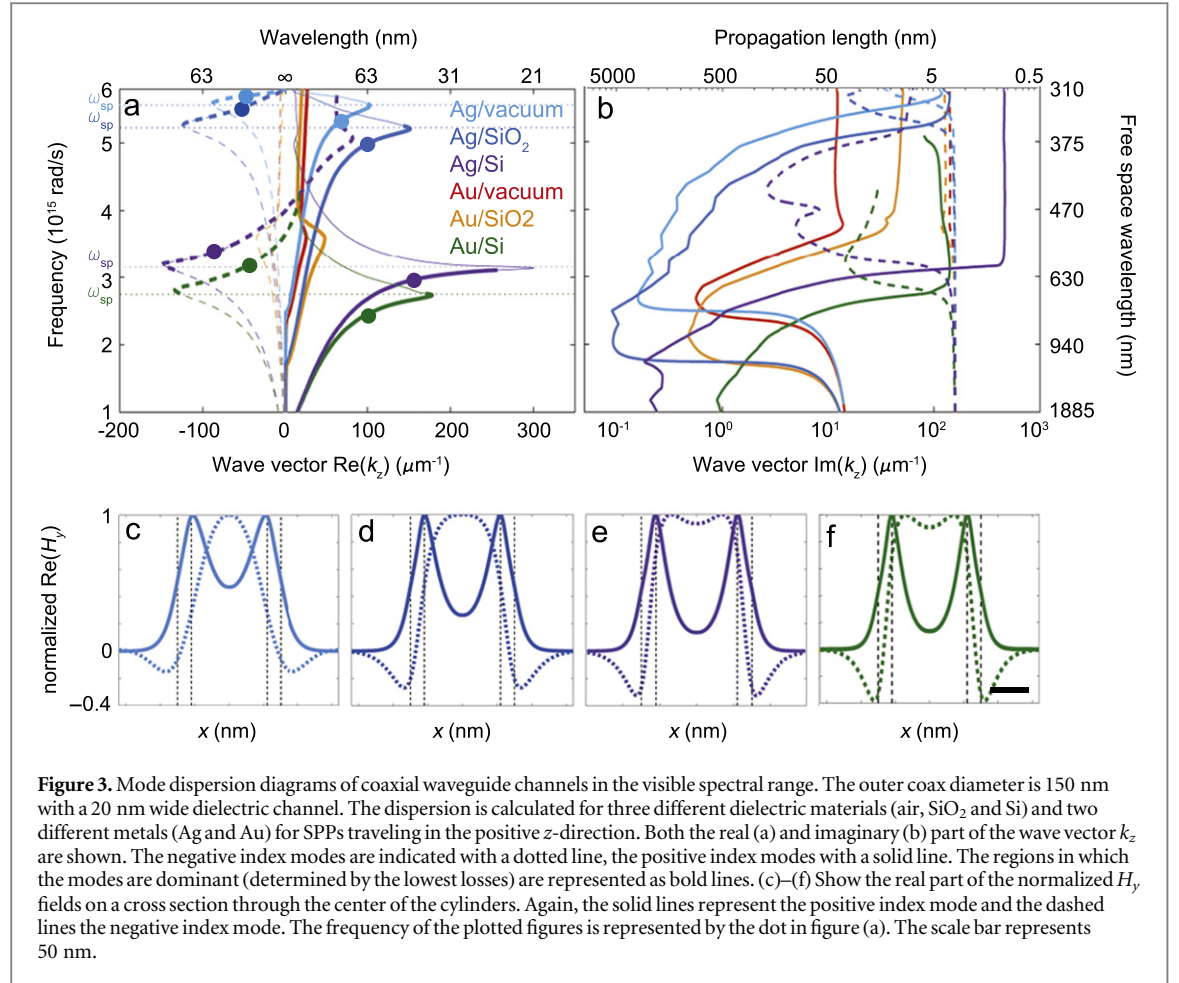 Wavelength (nm)
63 ∞ 63 31 21
Propagation length (nm)
5000 500 50 5 0.5
a
b
6
5
4
3
2
1
ω_sp
ω_sp
ω_sp
ω_sp
Frequency (10¹⁵ rad/s)
Ag/vacuum
Ag/SiO₂
Ag/Si
Au/vacuum
Au/SiO2
Au/Si
310
375
470
630
940
1885
Free space wavelength (nm)
-200 -100 0 100 200 300
10⁻¹ 10⁰ 10¹ 10² 10³
Wave vector Re(k_z) (μm⁻¹)
Wave vector Im(k_z) (μm⁻¹)
normalized Re(H_y)
1
0
–0.4
c
d
e
f
x (nm)
x (nm)
x (nm)
x (nm)
Figure 3. Mode dispersion diagrams of coaxial waveguide channels in the visible spectral range. The outer coax diameter is 150 nm
with a 20 nm wide dielectric channel. The dispersion is calculated for three different dielectric materials (air, SiO₂ and Si) and two
different metals (Ag and Au) for SPPs traveling in the positive z-direction. Both the real (a) and imaginary (b) part of the wave vector k_z
are shown. The negative index modes are indicated with a dotted line, the positive index modes with a solid line. The regions in which
the modes are dominant (determined by the lowest losses) are represented as bold lines. (c)–(f) Show the real part of the normalized H_y
fields on a cross section through the center of the cylinders. Again, the solid lines represent the positive index mode and the dashed
lines the negative index mode. The frequency of the plotted figures is represented by the dot in figure (a). The scale bar represents
50 nm.